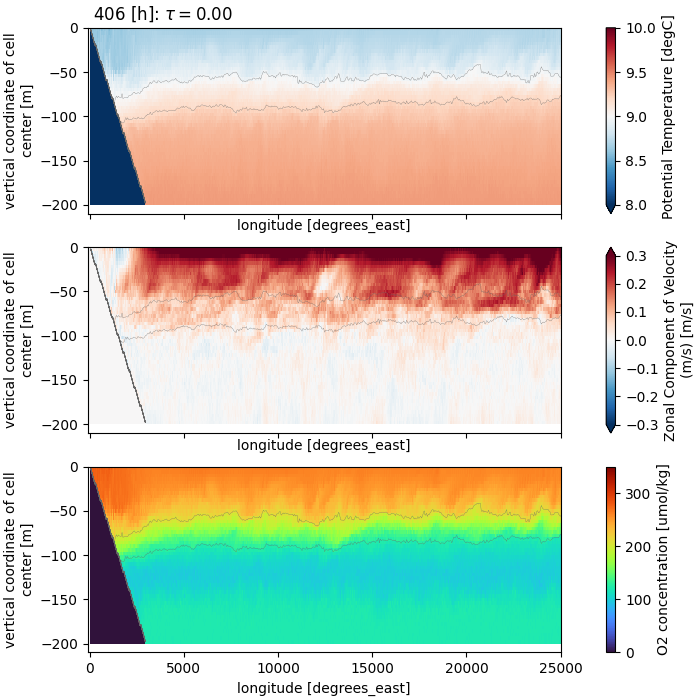 406 [h]: τ = 0.00
0
−50
−100
−150
−200
vertical coordinate of cell
center [m]
longitude [degrees_east]
10.0
9.5
9.0
8.5
8.0
Potential Temperature [degC]
0
−50
−100
−150
−200
vertical coordinate of cell
center [m]
longitude [degrees_east]
0.3
0.2
0.1
0.0
−0.1
−0.2
−0.3
Zonal Component of Velocity
(m/s) [m/s]
0
−50
−100
−150
−200
vertical coordinate of cell
center [m]
0 5000 10000 15000 20000 25000
longitude [degrees_east]
300
200
100
0
O2 concentration [umol/kg]